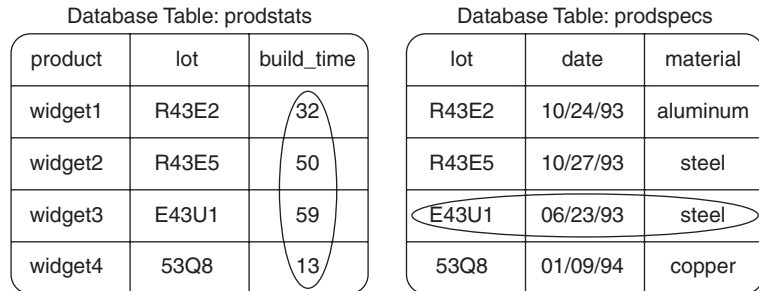 Database Table: prodstats
product lot build_time
widget1 R43E2 32
widget2 R43E5 50
widget3 E43U1 59
widget4 53Q8 13
Database Table: prodspecs
lot date material
R43E2 10/24/93 aluminum
R43E5 10/27/93 steel
E43U1 06/23/93 steel
53Q8 01/09/94 copper